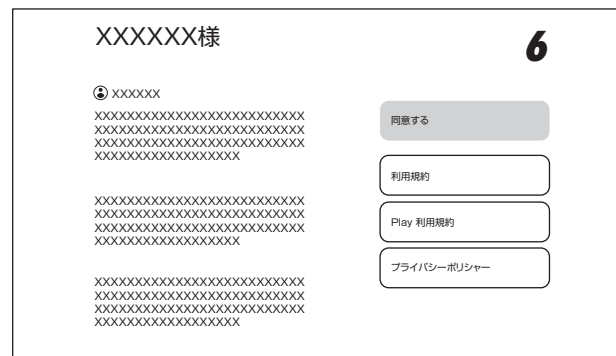 XXXXXX様
6
XXXXXX
XXXXXXXXXXXXXXXXXXXXXXXXXX
XXXXXXXXXXXXXXXXXXXXXXXXXX
XXXXXXXXXXXXXXXXXXXXXXXXXX
XXXXXXXXXXXXXXXXXX
XXXXXXXXXXXXXXXXXXXXXXXXXX
XXXXXXXXXXXXXXXXXXXXXXXXXX
XXXXXXXXXXXXXXXXXXXXXXXXXX
XXXXXXXXXXXXXXXXXX
XXXXXXXXXXXXXXXXXXXXXXXXXX
XXXXXXXXXXXXXXXXXXXXXXXXXX
XXXXXXXXXXXXXXXXXXXXXXXXXX
XXXXXXXXXXXXXXXXXX
同意する
利用規約
Play 利用規約
プライバシーポリシャー